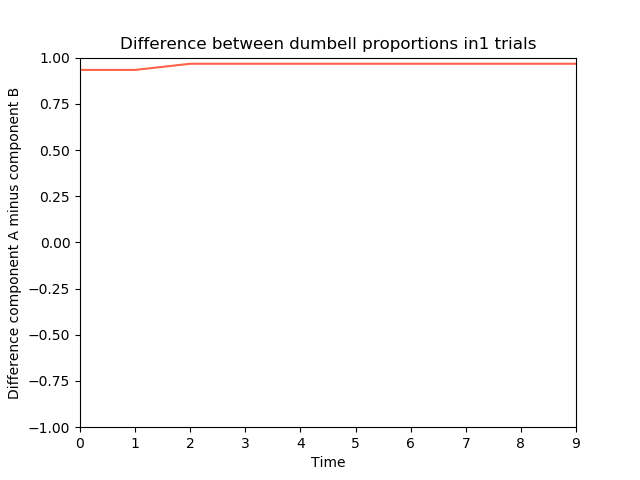 Difference between dumbell proportions in1 trials
1.00
0.75
0.50
0.25
0.00
−0.25
−0.50
−0.75
−1.00
Difference component A minus component B
0 1 2 3 4 5 6 7 8 9
Time